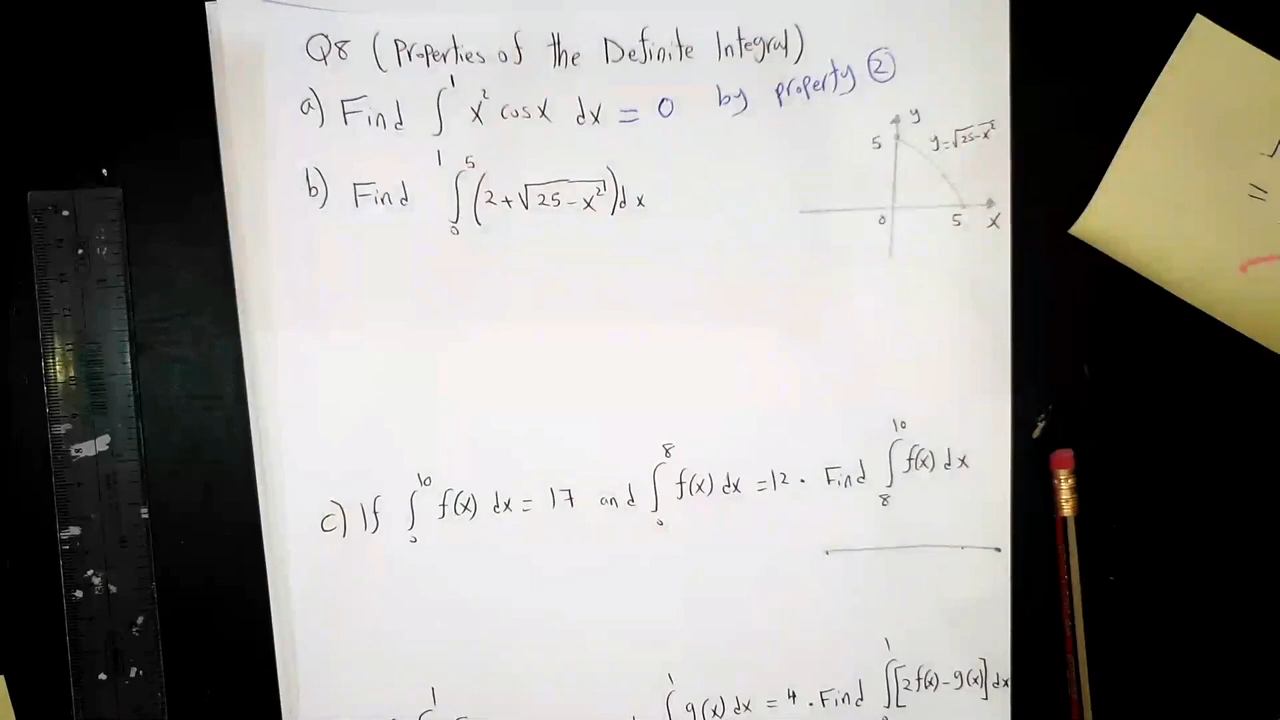 Q8 (Properties of the Definite Integral)
a) Find ∫₁¹ x² cosx dx = 0 by property ②
b) Find ∫₀⁵ (2+√(25-x²))dx
y
5
y=√(25-x²)
0
5
x
c) If ∫₀¹⁰ f(x) dx = 17 and ∫₀⁸ f(x) dx = 12. Find ∫₈¹⁰ f(x) dx
g(x) dx = 4. Find ∫ [2f(x)-g(x)] dx